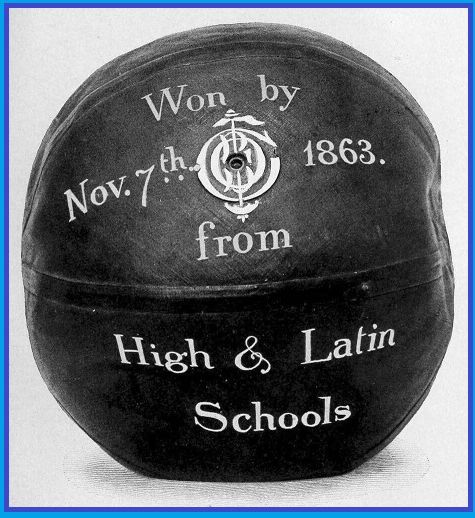 Won by
Nov. 7th. 1863.
from
High & Latin
Schools